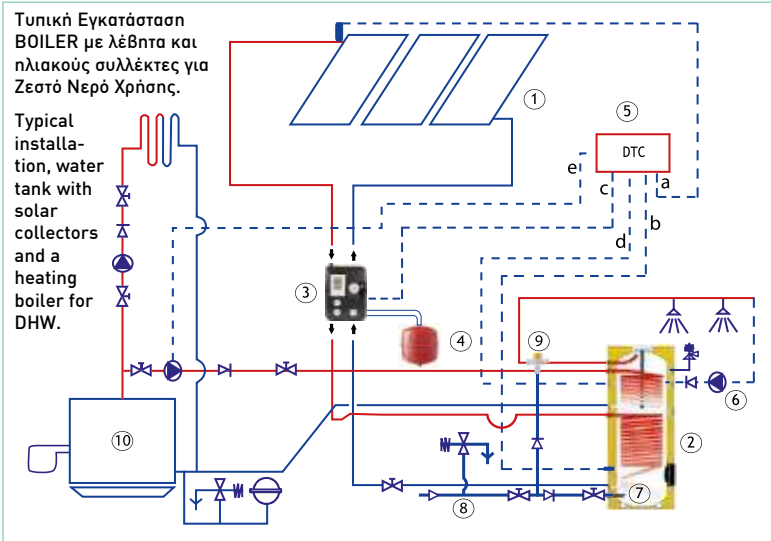 Τυπική Εγκατάσταση
BOILER με λέβητα και
ηλιακούς συλλέκτες για
Ζεστό Νερό Χρήσης.
Typical
installa-
tion, water
tank with
solar
collectors
and a
heating
boiler for
DHW.
1
5
DTC
e
c
a
b
d
3
4
9
6
2
10
7
8